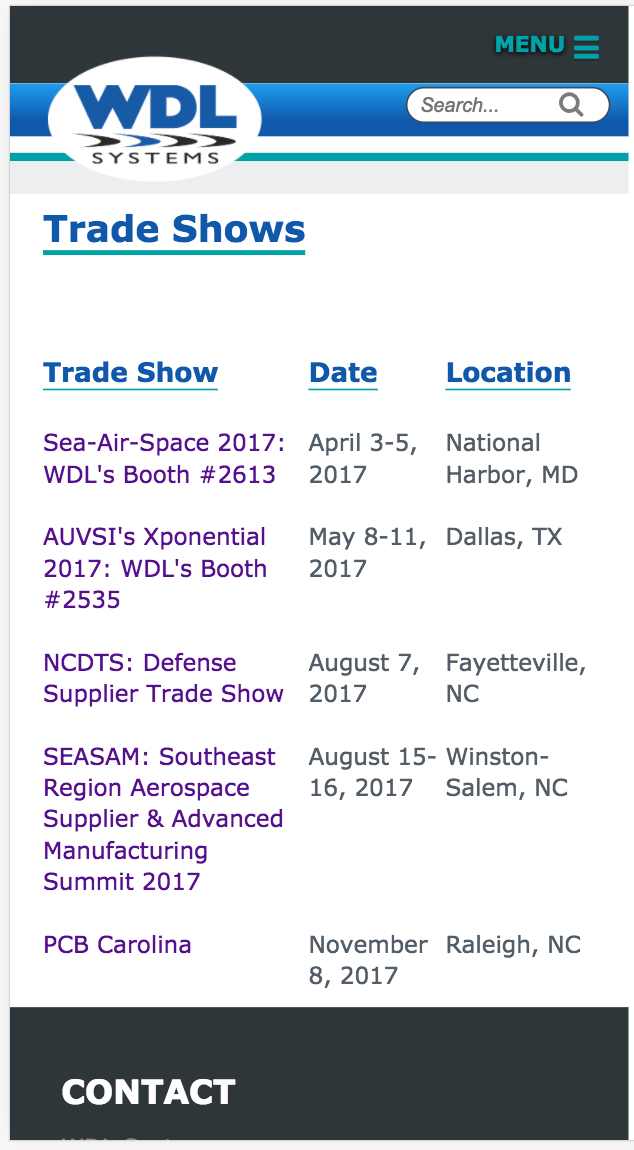 MENU
WDL
SYSTEMS
Search...
Trade Shows
Trade Show Date Location
Sea-Air-Space 2017: April 3-5, National
WDL's Booth #2613 2017 Harbor, MD
AUVSI's Xponential May 8-11, Dallas, TX
2017: WDL's Booth 2017
#2535
NCDTS: Defense August 7, Fayetteville,
Supplier Trade Show 2017 NC
SEASAM: Southeast August 15- Winston-
Region Aerospace 16, 2017 Salem, NC
Supplier & Advanced
Manufacturing
Summit 2017
PCB Carolina November Raleigh, NC
8, 2017
CONTACT